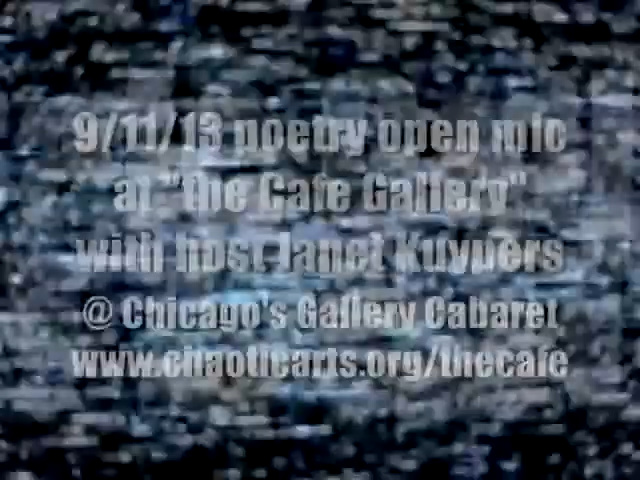 9/11/13 poetry open mic
at "the Cafe Gallery"
with host Janet Kuypers
@ Chicago's Gallery Cabaret
www.chaoticarts.org/thecafe